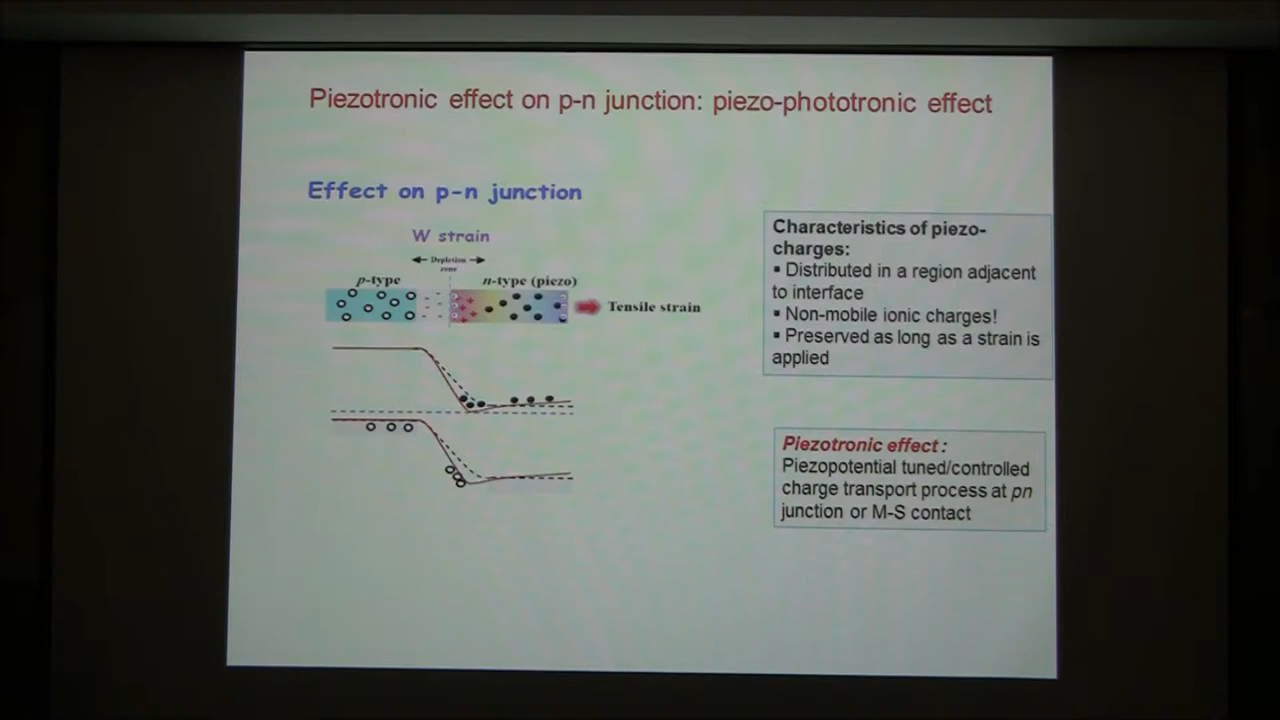 Piezotronic effect on p-n junction: piezo-phototronic effect
Effect on p-n junction
W strain
Depletion
zone
p-type
n-type (piezo)
Tensile strain
Characteristics of piezo-
charges:
▪ Distributed in a region adjacent
to interface
▪ Non-mobile ionic charges!
▪ Preserved as long as a strain is
applied
Piezotronic effect:
Piezopotential tuned/controlled
charge transport process at pn
junction or M-S contact